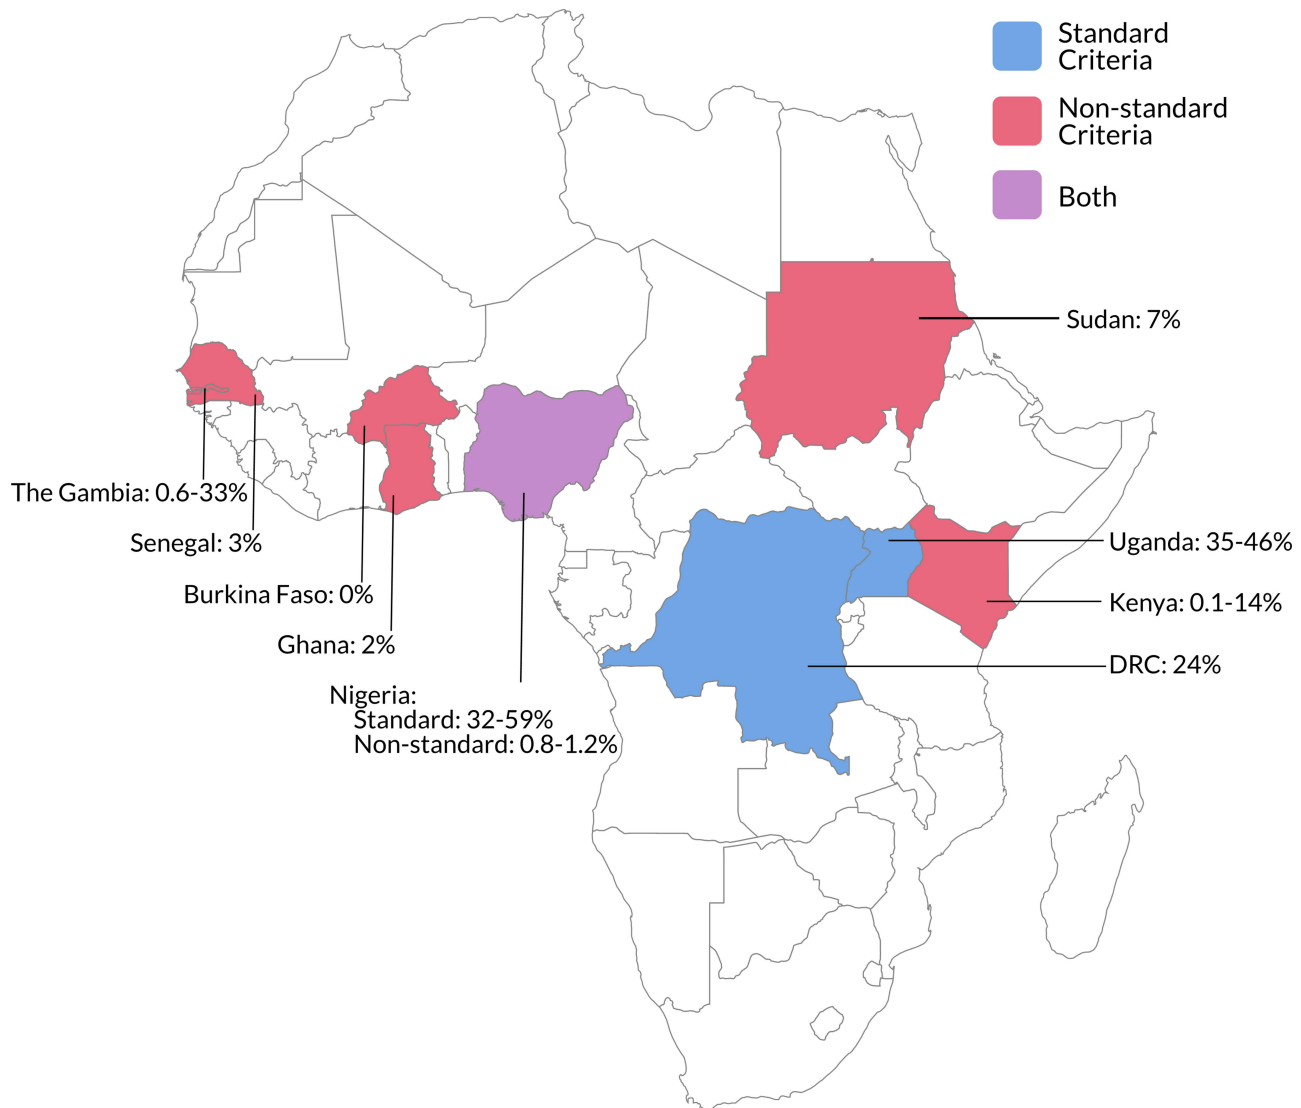 Standard
Criteria
Non-standard
Criteria
Both
Sudan: 7%
The Gambia: 0.6-33%
Senegal: 3%
Burkina Faso: 0%
Ghana: 2%
Nigeria:
Standard: 32-59%
Non-standard: 0.8-1.2%
Uganda: 35-46%
Kenya: 0.1-14%
DRC: 24%